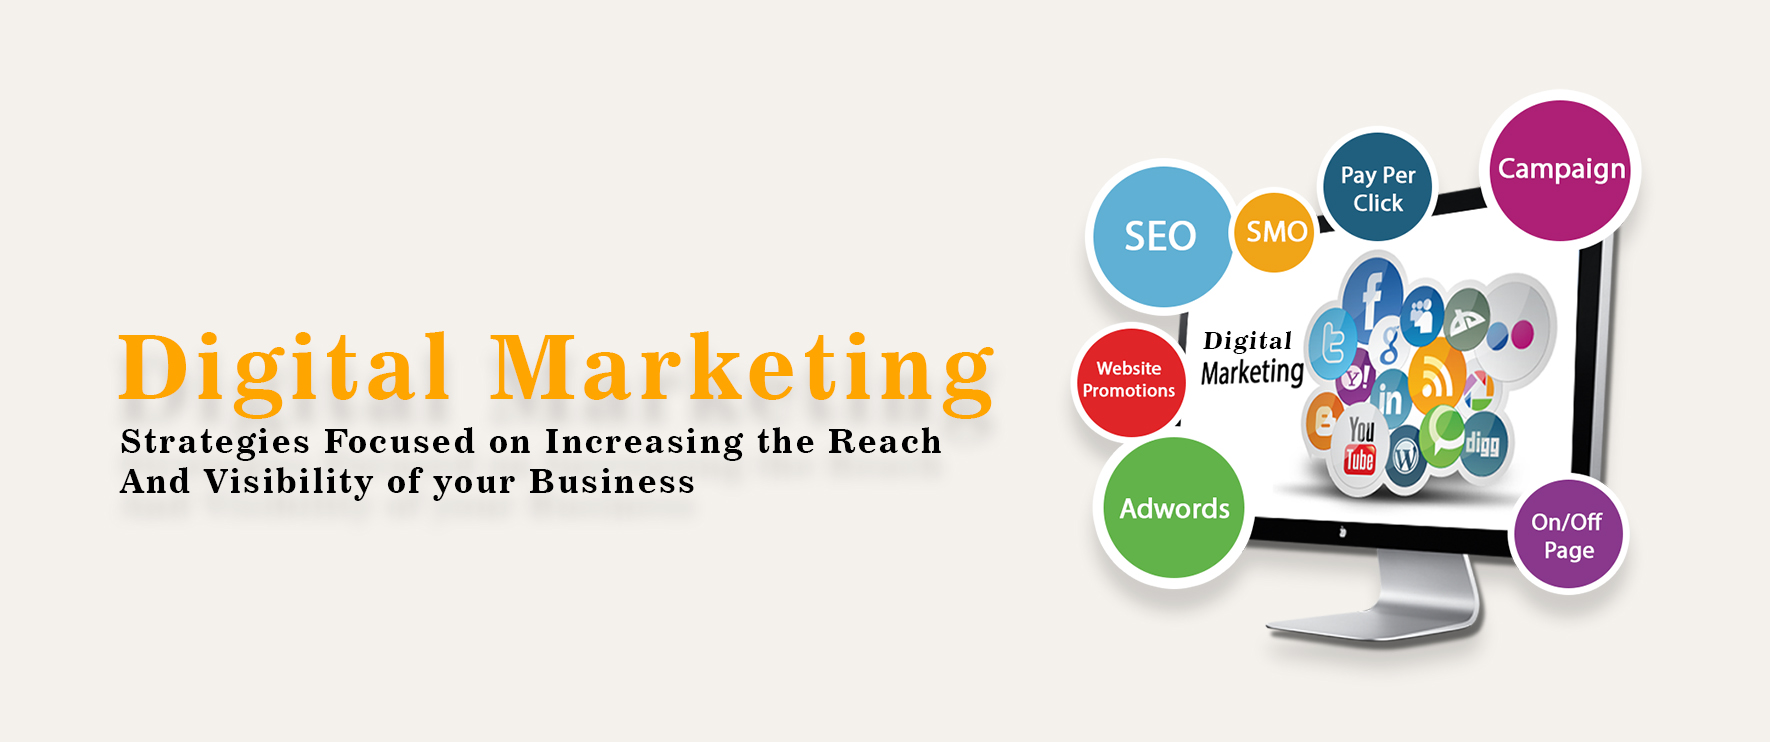 Digital Marketing
Strategies Focused on Increasing the Reach
And Visibility of your Business
SEO
SMO
Pay Per
Click
Campaign
Website
Promotions
Adwords
On/Off
Page
Digital
Marketing
f
t
g
Y!
in
You
Tube
W
digg